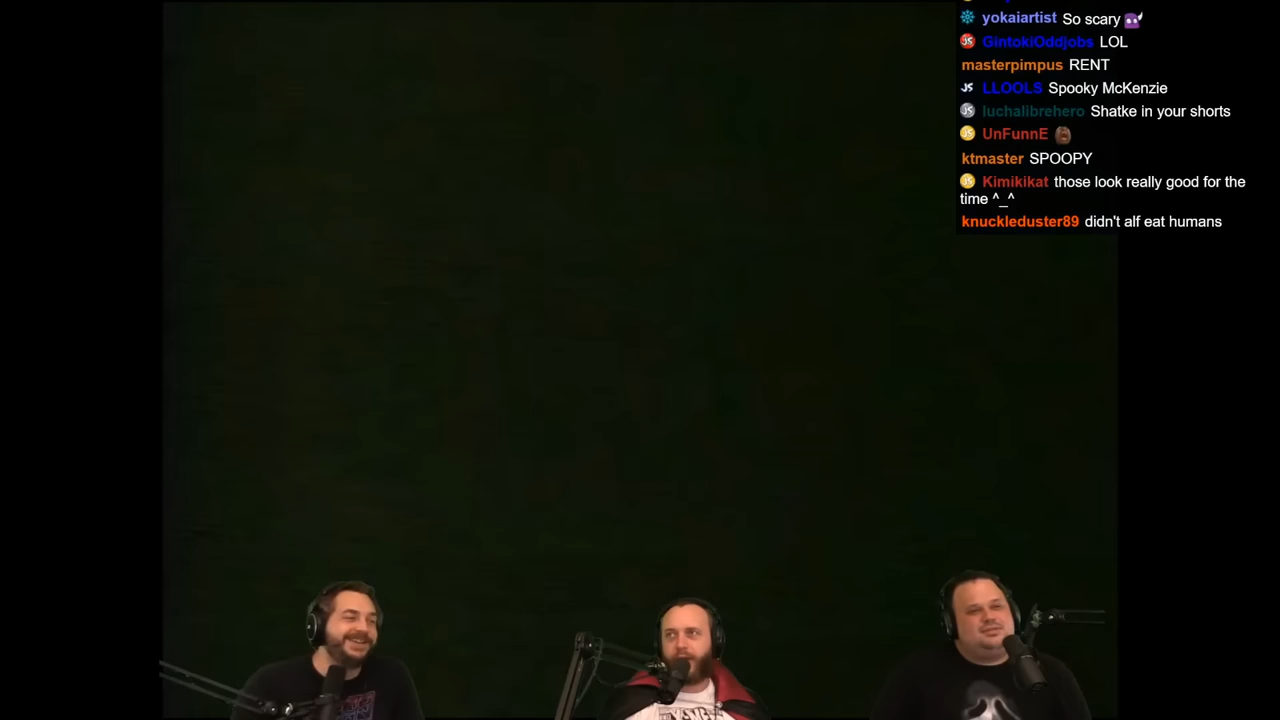 yokaiartist So scary
GintokiOddjobs LOL
masterpimpus RENT
LLOOLS Spooky McKenzie
luchalibrehero Shatke in your shorts
UnFunnE
ktmaster SPOOPY
Kimikikat those look really good for the
time ^_^
knuckleduster89 didn't alf eat humans